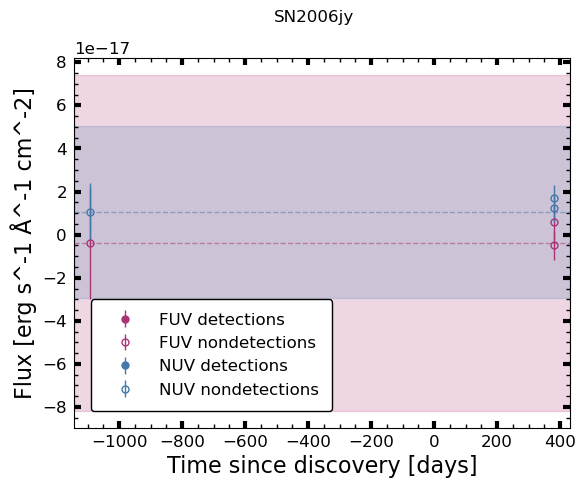 SN2006jy
1e−17
8
6
4
2
0
−2
−4
−6
−8
Flux [erg s^-1 Å^-1 cm^-2]
FUV detections
FUV nondetections
NUV detections
NUV nondetections
−1000 −800 −600 −400 −200 0 200 400
Time since discovery [days]